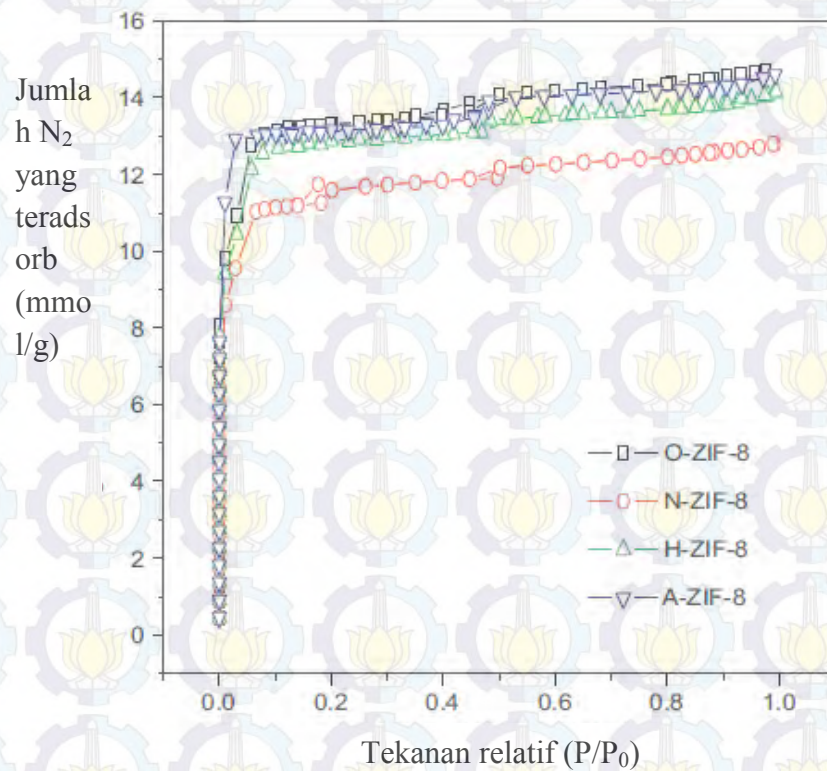 Jumla
h N₂
yang
terads
orb
(mmo
l/g)
16
14
12
10
8
6
4
2
0
O-ZIF-8
N-ZIF-8
H-ZIF-8
A-ZIF-8
0.0 0.2 0.4 0.6 0.8 1.0
Tekanan relatif (P/P₀)